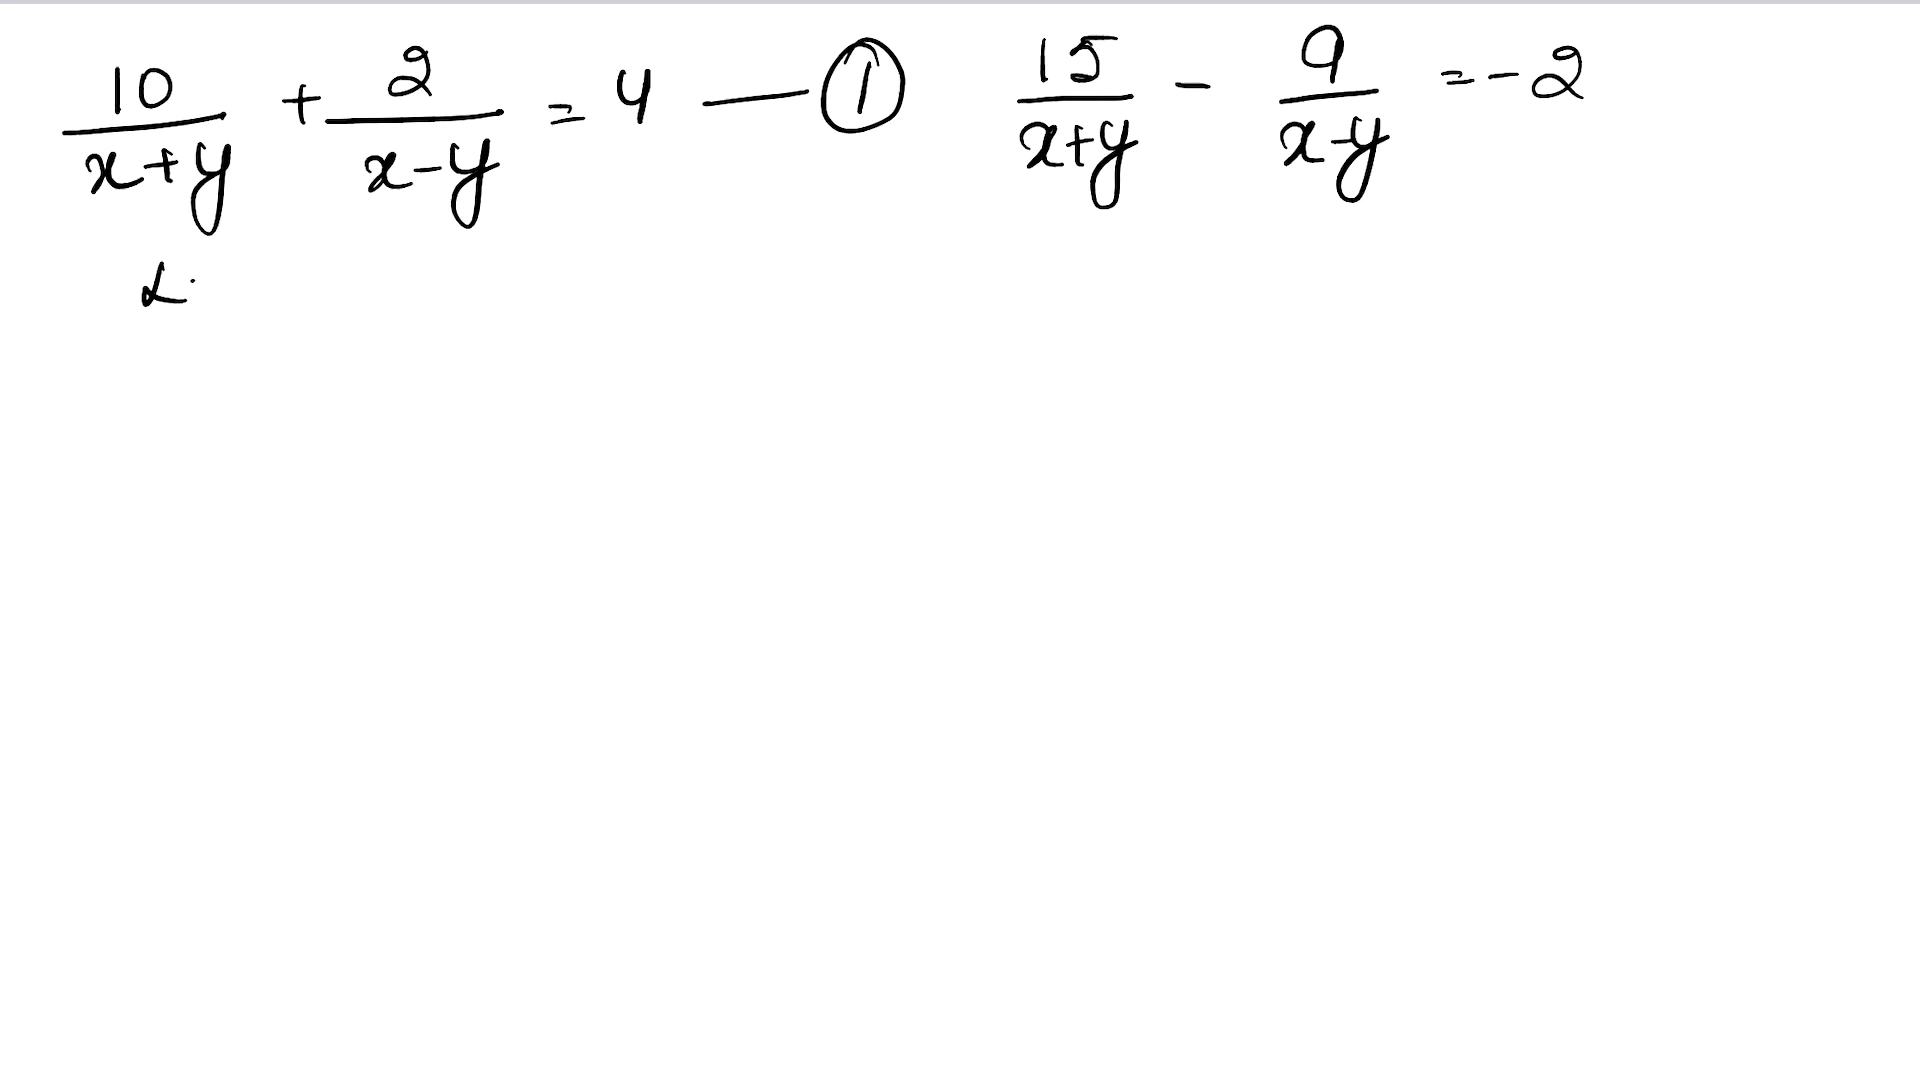 10/(x+y) + 2/(x-y) = 4 — ① 15/(x+y) - 9/(x-y) = -2